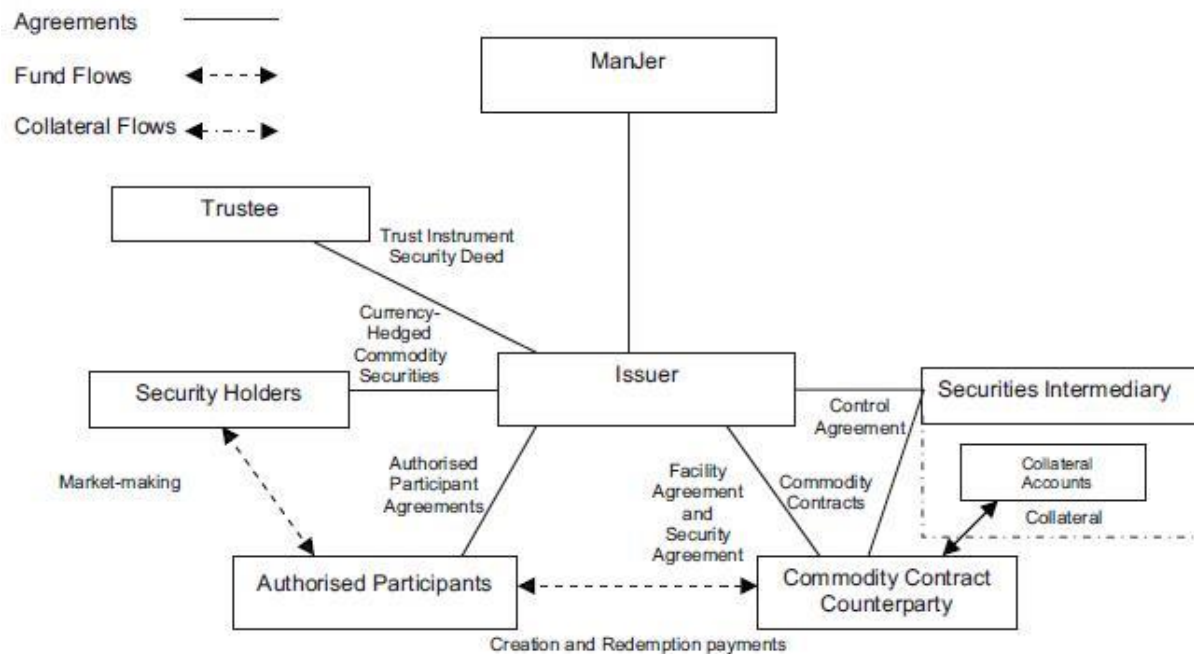 Agreements
Fund Flows
Collateral Flows
ManJer
Trustee
Trust Instrument
Security Deed
Currency-
Hedged
Commodity
Securities
Issuer
Security Holders
Securities Intermediary
Control
Agreement
Collateral
Accounts
Collateral
Market-making
Authorised
Participant
Agreements
Facility
Agreement
and
Security
Agreement
Commodity
Contracts
Authorised Participants
Commodity Contract
Counterparty
Creation and Redemption payments